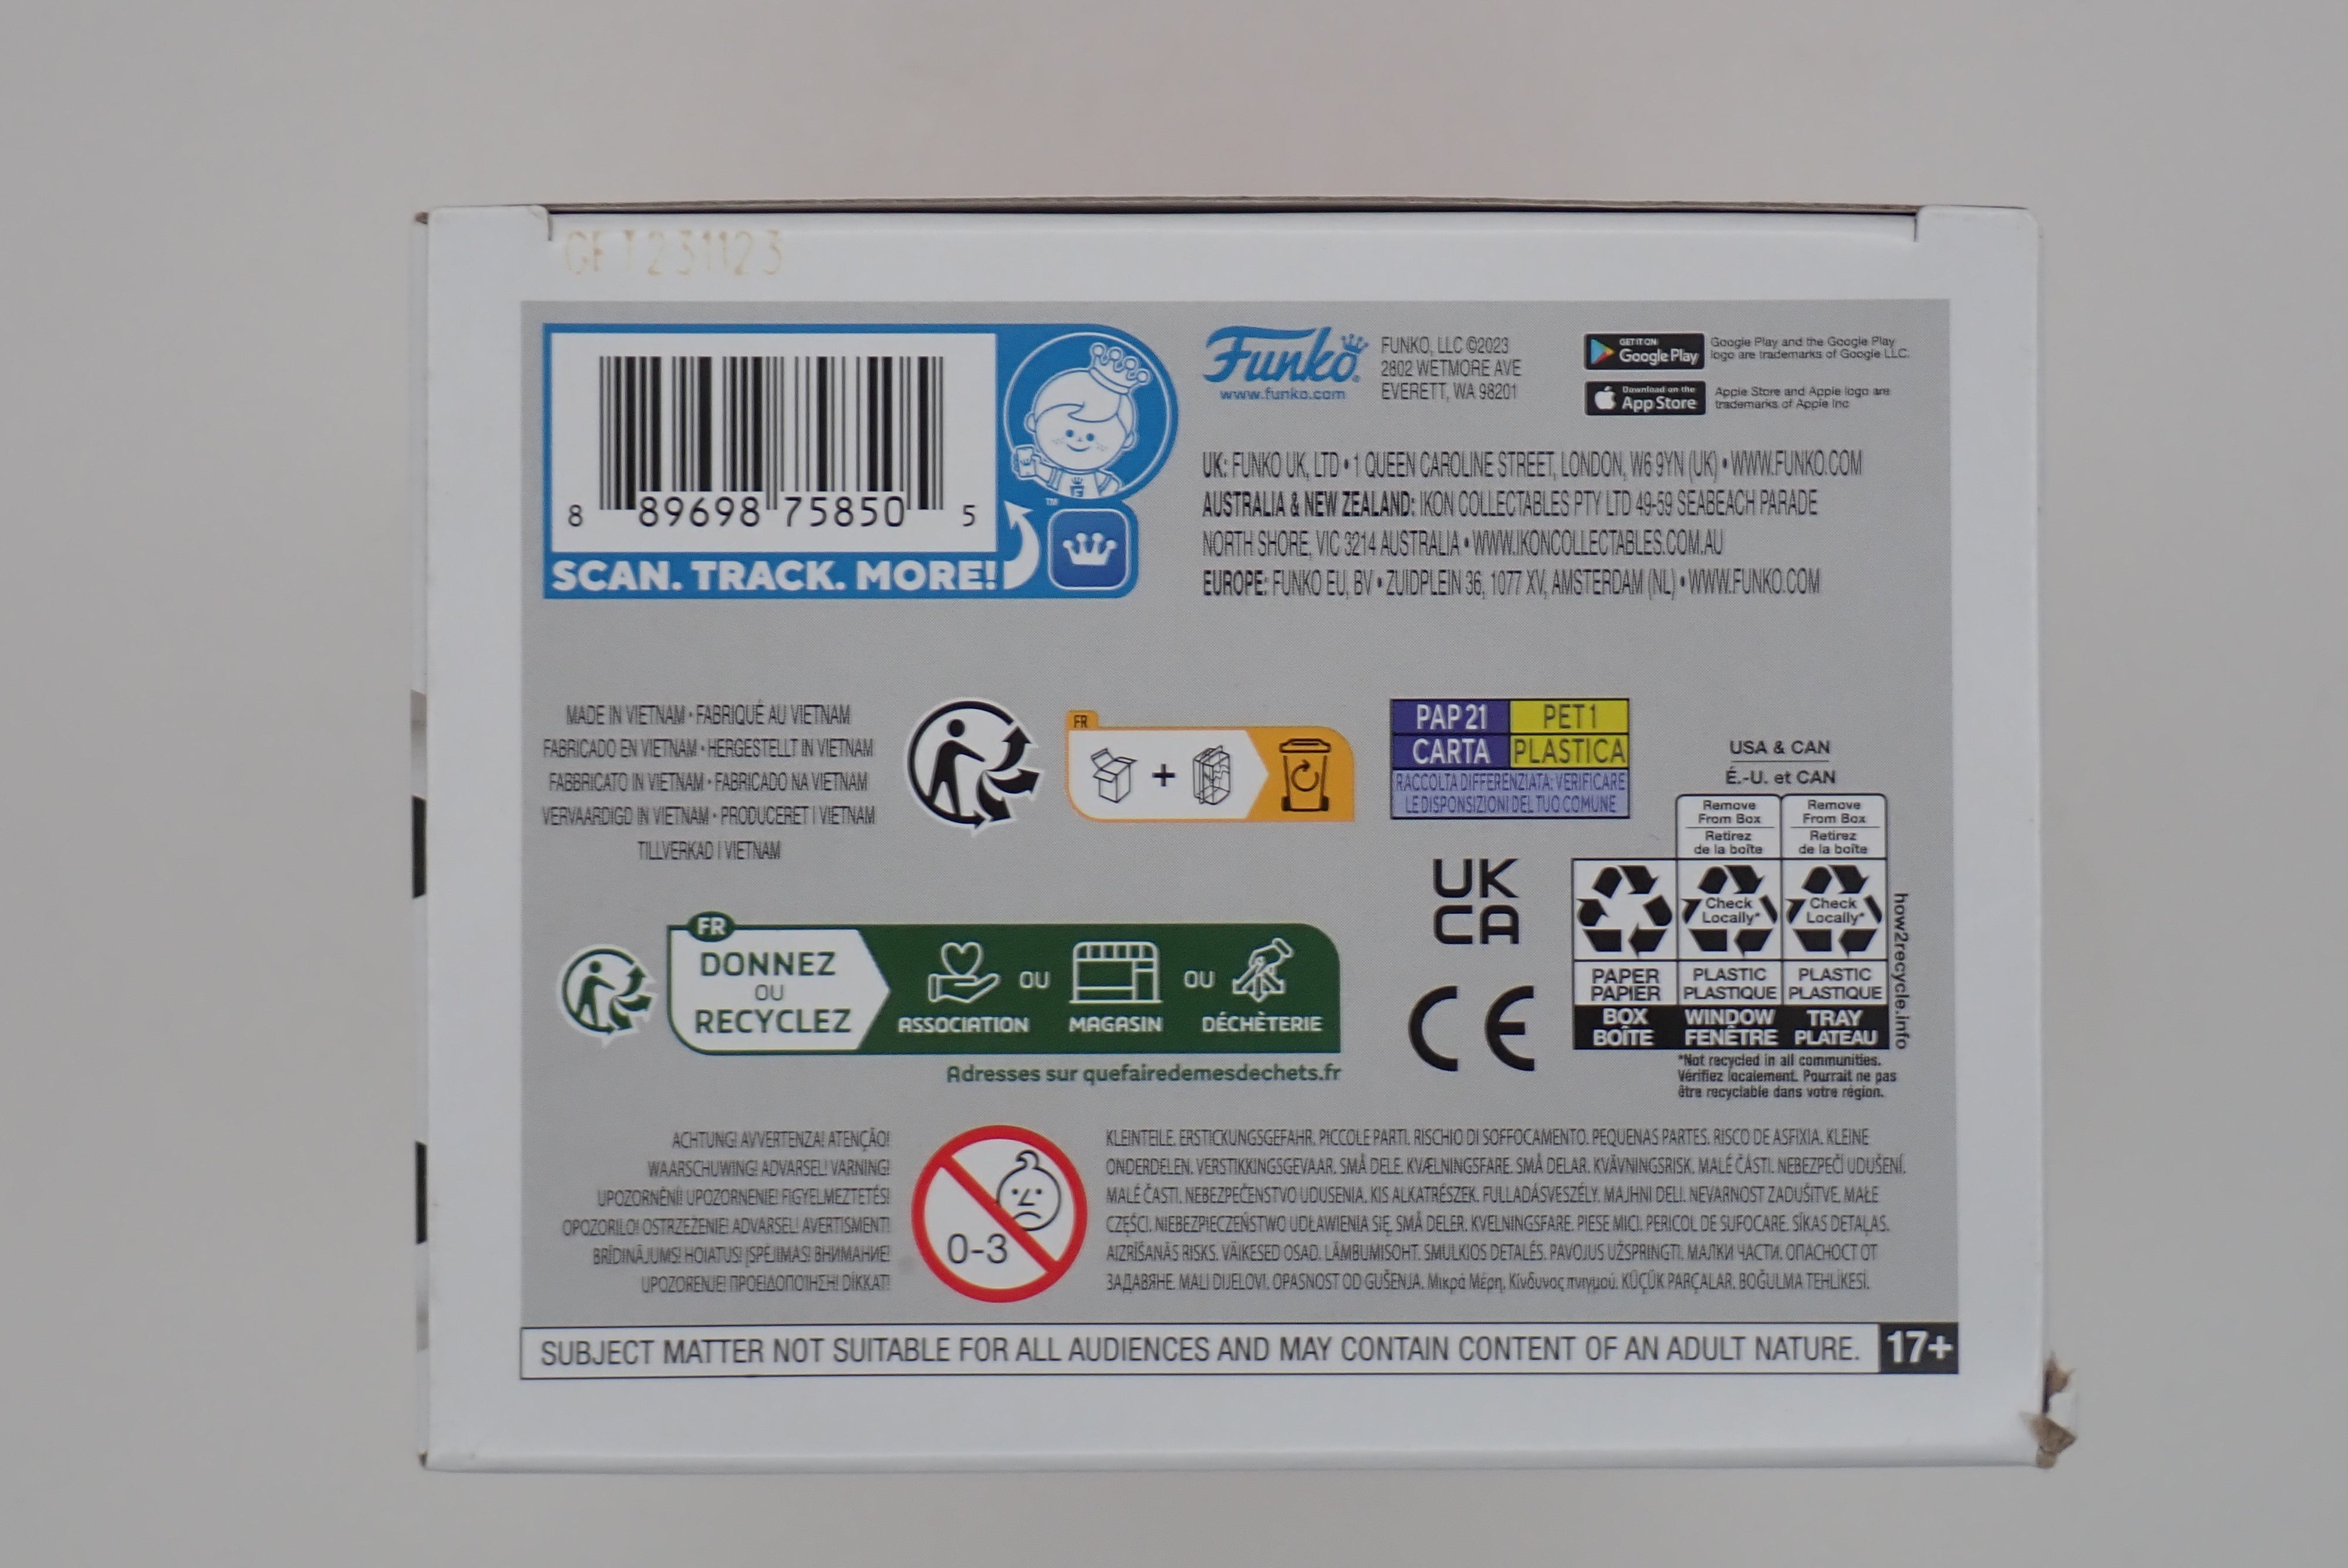 GFT231123
8 89698 75850 5
SCAN. TRACK. MORE!
™
Funko®
www.funko.com
FUNKO, LLC ©2023
2802 WETMORE AVE
EVERETT, WA 98201
GET IT ON
Google Play
Google Play and the Google Play
logo are trademarks of Google LLC.
Download on the
App Store
Apple Store and Apple logo are
trademarks of Apple Inc
UK: FUNKO UK, LTD • 1 QUEEN CAROLINE STREET, LONDON, W6 9YN (UK) • WWW.FUNKO.COM
AUSTRALIA & NEW ZEALAND: IKON COLLECTABLES PTY LTD 49-59 SEABEACH PARADE
NORTH SHORE, VIC 3214 AUSTRALIA • WWW.IKONCOLLECTABLES.COM.AU
EUROPE: FUNKO EU, BV • ZUIDPLEIN 36, 1077 XV, AMSTERDAM (NL) • WWW.FUNKO.COM
MADE IN VIETNAM • FABRIQUÉ AU VIETNAM
FABRICADO EN VIETNAM • HERGESTELLT IN VIETNAM
FABBRICATO IN VIETNAM • FABRICADO NA VIETNAM
VERVAARDIGD IN VIETNAM • PRODUCERET I VIETNAM
TILLVERKAD I VIETNAM
FR
+
PAP 21 PET 1
CARTA PLASTICA
RACCOLTA DIFFERENZIATA: VERIFICARE
LE DISPONSIZIONI DEL TUO COMUNE
USA & CAN
É.-U. et CAN
Remove
From Box
Retirez
de la boîte
Remove
From Box
Retirez
de la boîte
Check
Locally*
Check
Locally*
PAPER
PAPIER
PLASTIC
PLASTIQUE
PLASTIC
PLASTIQUE
BOX
BOÎTE
WINDOW
FENÊTRE
TRAY
PLATEAU
how2recycle.info
*Not recycled in all communities.
Vérifiez localement. Pourrait ne pas
être recyclable dans votre région.
UK
CA
CE
FR
DONNEZ
OU
RECYCLEZ
ASSOCIATION
OU
MAGASIN
OU
DÉCHÈTERIE
Adresses sur quefairedemesdechets.fr
ACHTUNG! AVVERTENZA! ATENÇÃO!
WAARSCHUWING! ADVARSEL! VARNING!
UPOZORNĚNÍ! UPOZORNENIE! FIGYELMEZTETÉS!
OPOZORILO! OSTRZEŻENIE! ADVARSEL! AVERTISMENT!
BRĪDINĀJUMS! HOIATUS! ĮSPĖJIMAS! ВНИМАНИЕ!
UPOZORENJE! ΠΡΟΕΙΔΟΠΟΙΗΣΗ! DİKKAT!
0-3
KLEINTEILE. ERSTICKUNGSGEFAHR. PICCOLE PARTI. RISCHIO DI SOFFOCAMENTO. PEQUENAS PARTES. RISCO DE ASFIXIA. KLEINE
ONDERDELEN. VERSTIKKINGSGEVAAR. SMÅ DELE. KVÆLNINGSFARE. SMÅ DELAR. KVÄVNINGSRISK. MALÉ ČÁSTI. NEBEZPEČÍ UDUŠENÍ.
MALÉ ČASTI. NEBEZPEČENSTVO UDUSENIA. KIS ALKATRÉSZEK. FULLADÁSVESZÉLY. MAJHNI DELI. NEVARNOST ZADUŠITVE. MAŁE
CZĘŚCI. NIEBEZPIECZEŃSTWO UDŁAWIENIA SIĘ. SMÅ DELER. KVELNINGSFARE. PIESE MICI. PERICOL DE SUFOCARE. SĪKAS DETAĻAS.
AIZRĪŠANĀS RISKS. VÄIKESED OSAD. LÄMBUMISOHT. SMULKIOS DETALĖS. PAVOJUS UŽSPRINGTI. МАЛКИ ЧАСТИ. ОПАСНОСТ ОТ
ЗАДАВЯНЕ. MALI DIJELOVI. OPASNOST OD GUŠENJA. Μικρά Μέρη. Κίνδυνος πνιγμού. KÜÇÜK PARÇALAR. BOĞULMA TEHLİKESİ.
SUBJECT MATTER NOT SUITABLE FOR ALL AUDIENCES AND MAY CONTAIN CONTENT OF AN ADULT NATURE. 17+